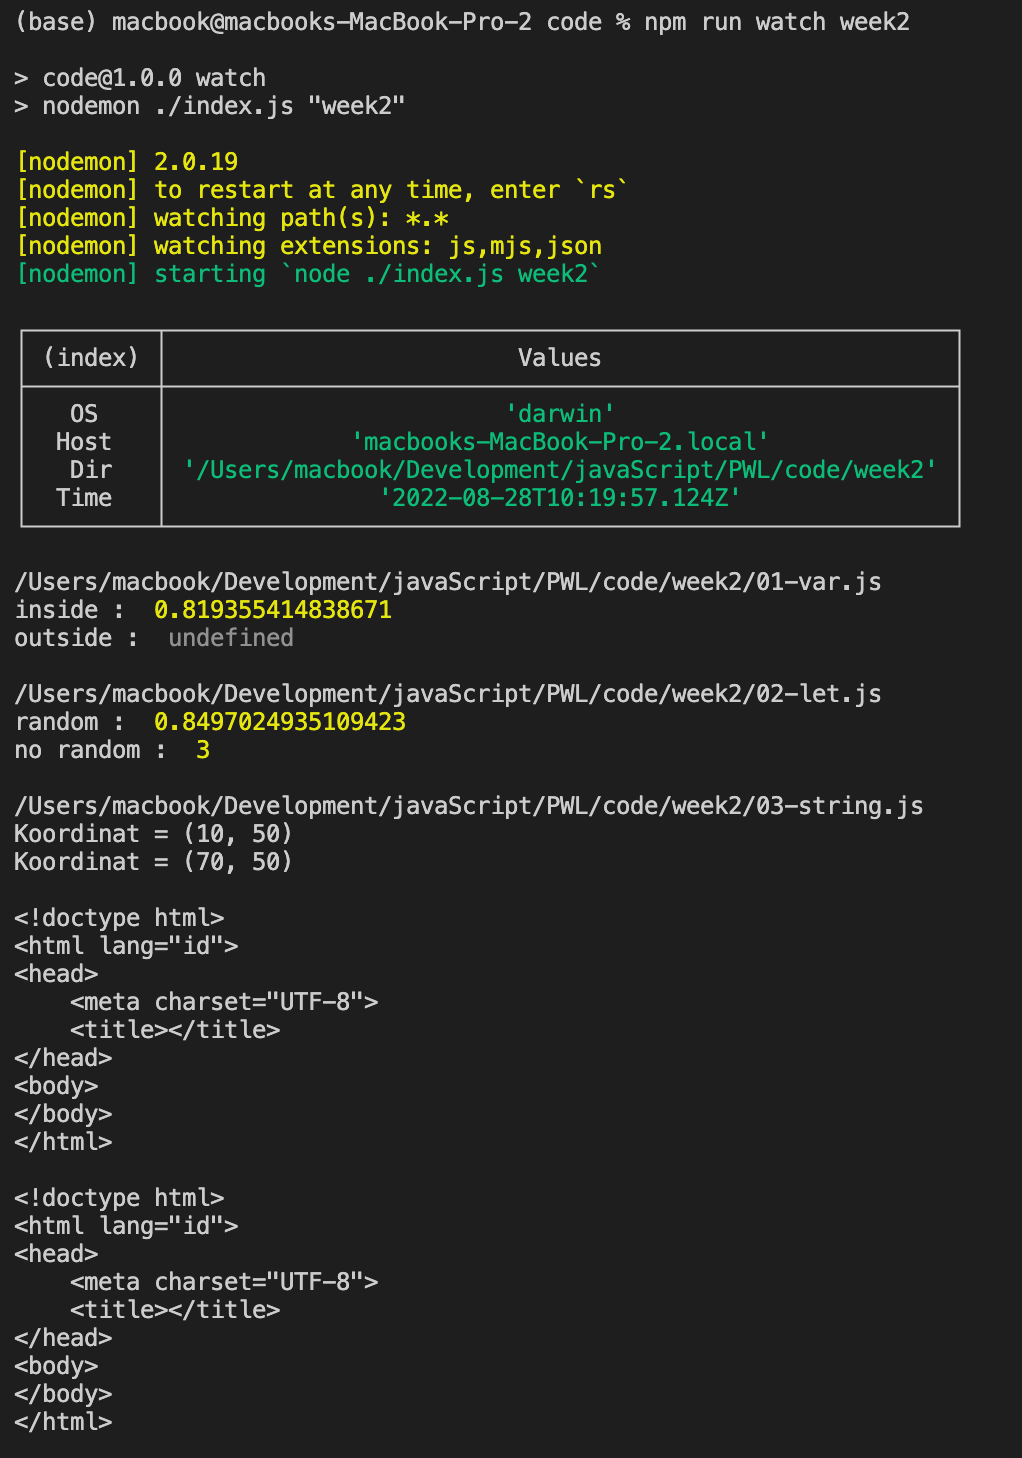 (base) macbook@macbooks-MacBook-Pro-2 code % npm run watch week2
> code@1.0.0 watch
> nodemon ./index.js "week2"
[nodemon] 2.0.19
[nodemon] to restart at any time, enter `rs`
[nodemon] watching path(s): *.*
[nodemon] watching extensions: js,mjs,json
[nodemon] starting `node ./index.js week2`
(index) Values
OS 'darwin'
Host 'macbooks-MacBook-Pro-2.local'
Dir '/Users/macbook/Development/javaScript/PWL/code/week2'
Time '2022-08-28T10:19:57.124Z'
/Users/macbook/Development/javaScript/PWL/code/week2/01-var.js
inside :  0.819355414838671
outside :  undefined
/Users/macbook/Development/javaScript/PWL/code/week2/02-let.js
random :  0.8497024935109423
no random :  3
/Users/macbook/Development/javaScript/PWL/code/week2/03-string.js
Koordinat = (10, 50)
Koordinat = (70, 50)
<!doctype html>
<html lang="id">
<head>
    <meta charset="UTF-8">
    <title></title>
</head>
<body>
</body>
</html>
<!doctype html>
<html lang="id">
<head>
    <meta charset="UTF-8">
    <title></title>
</head>
<body>
</body>
</html>